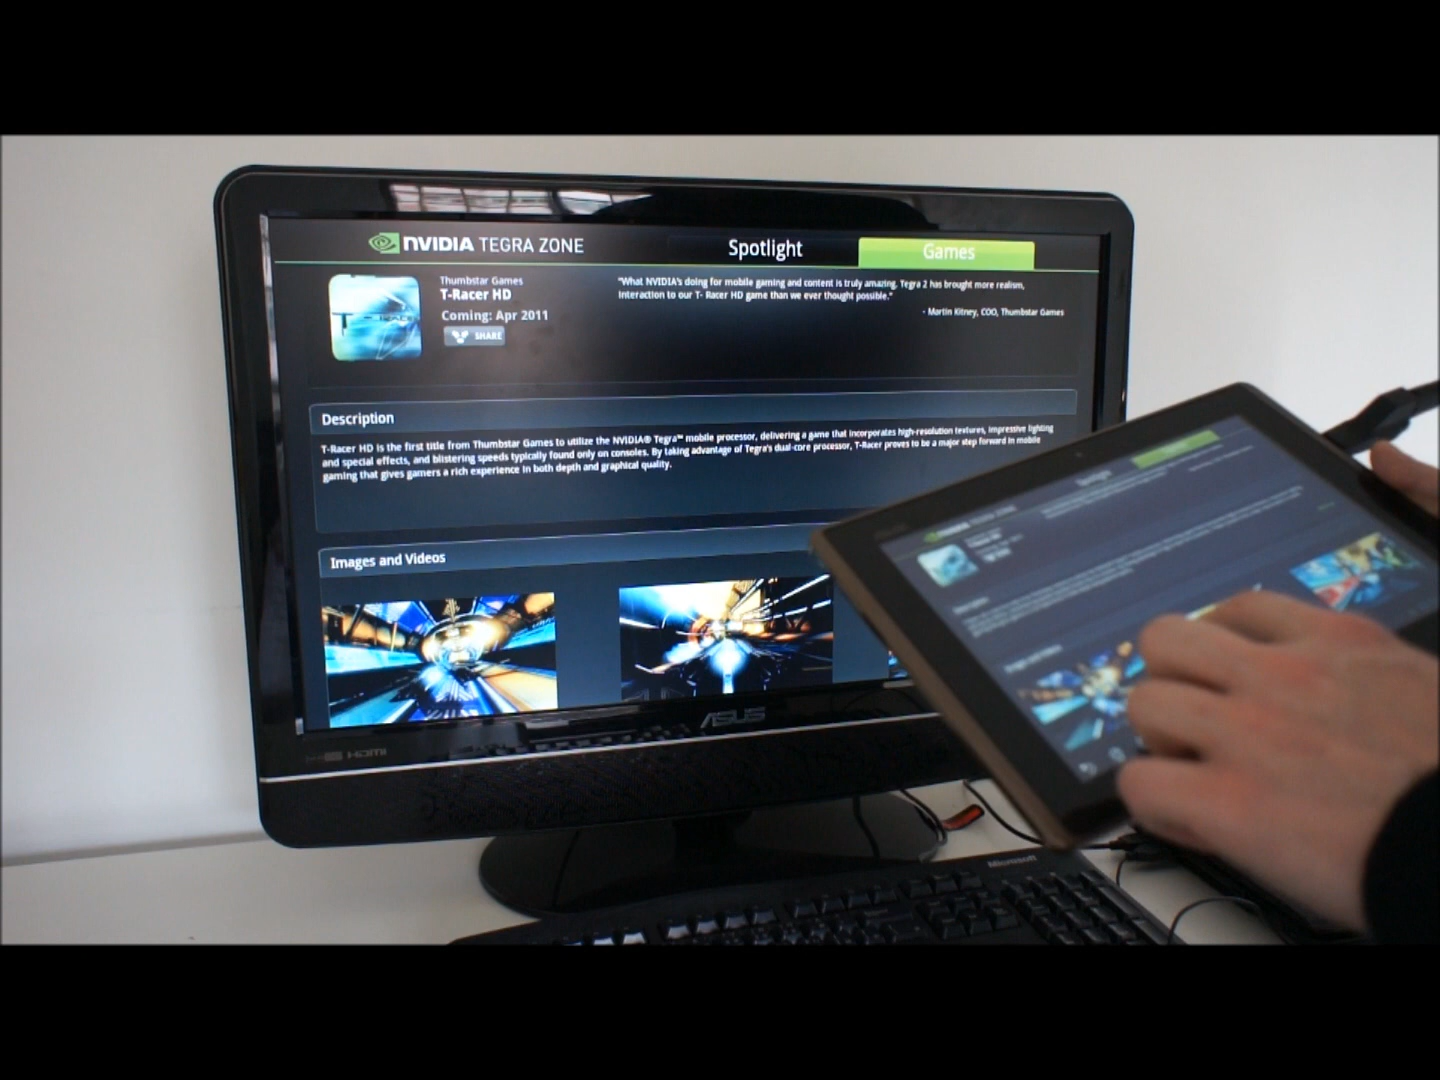 NVIDIA TEGRA ZONE
Spotlight
Games
Thumbstar Games
T-Racer HD
Coming: Apr 2011
SHARE
"What NVIDIA's doing for mobile gaming and content is truly amazing. Tegra 2 has brought more realism,
interaction to our T- Racer HD game than we ever thought possible."
- Martin Kitney, COO, Thumbstar Games
Description
T-Racer HD is the first title from Thumbstar Games to utilize the NVIDIA® Tegra™ mobile processor, delivering a game that incorporates high-resolution textures, impressive lighting
and special effects, and blistering speeds typically found only on consoles. By taking advantage of Tegra's dual-core processor, T-Racer proves to be a major step forward in mobile
gaming that gives gamers a rich experience in both depth and graphical quality.
Images and Videos
ASUS
HDMI
Microsoft